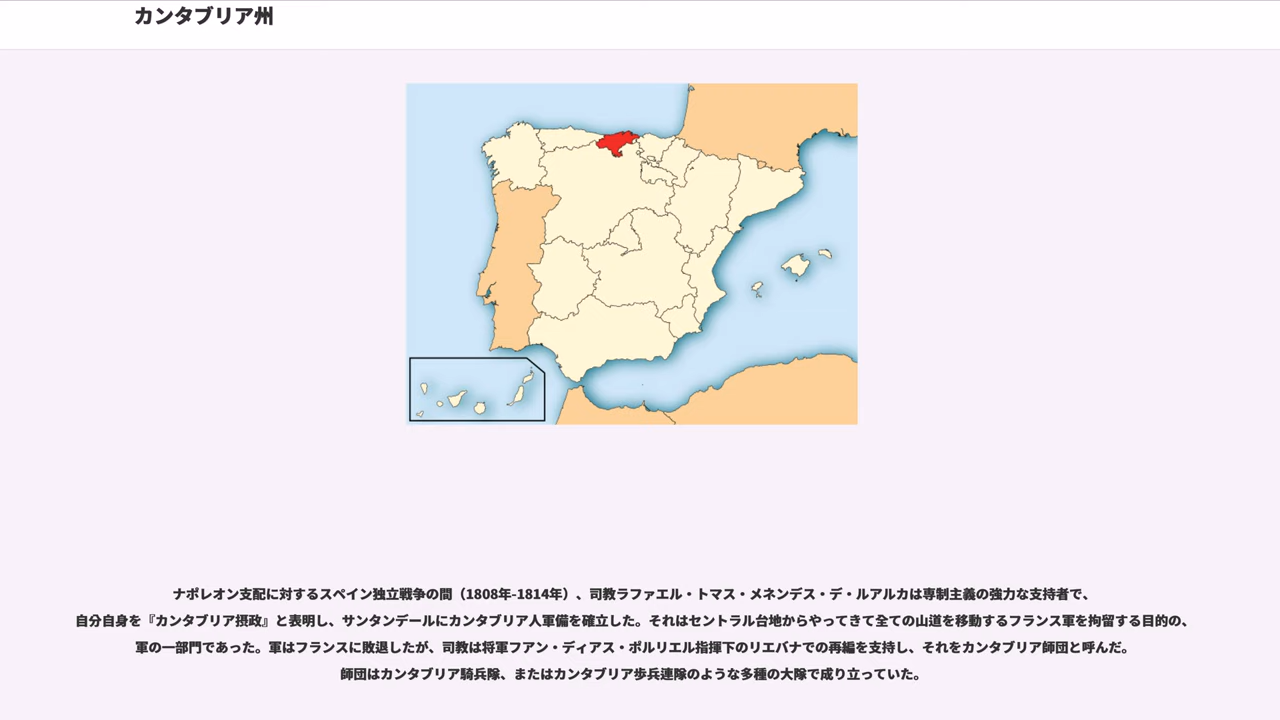 カンタブリア州
ナポレオン支配に対するスペイン独立戦争の間（1808年-1814年）、司教ラファエル・トマス・メネンデス・デ・ルアルカは専制主義の強力な支持者で、
自分自身を『カンタブリア摂政』と表明し、サンタンデールにカンタブリア人軍備を確立した。それはセントラル台地からやってきて全ての山道を移動するフランス軍を拘留する目的の、
軍の一部門であった。軍はフランスに敗退したが、司教は将軍フアン・ディアス・ポルリエル指揮下のリエバナでの再編を支持し、それをカンタブリア師団と呼んだ。
師団はカンタブリア騎兵隊、またはカンタブリア歩兵連隊のような多種の大隊で成り立っていた。